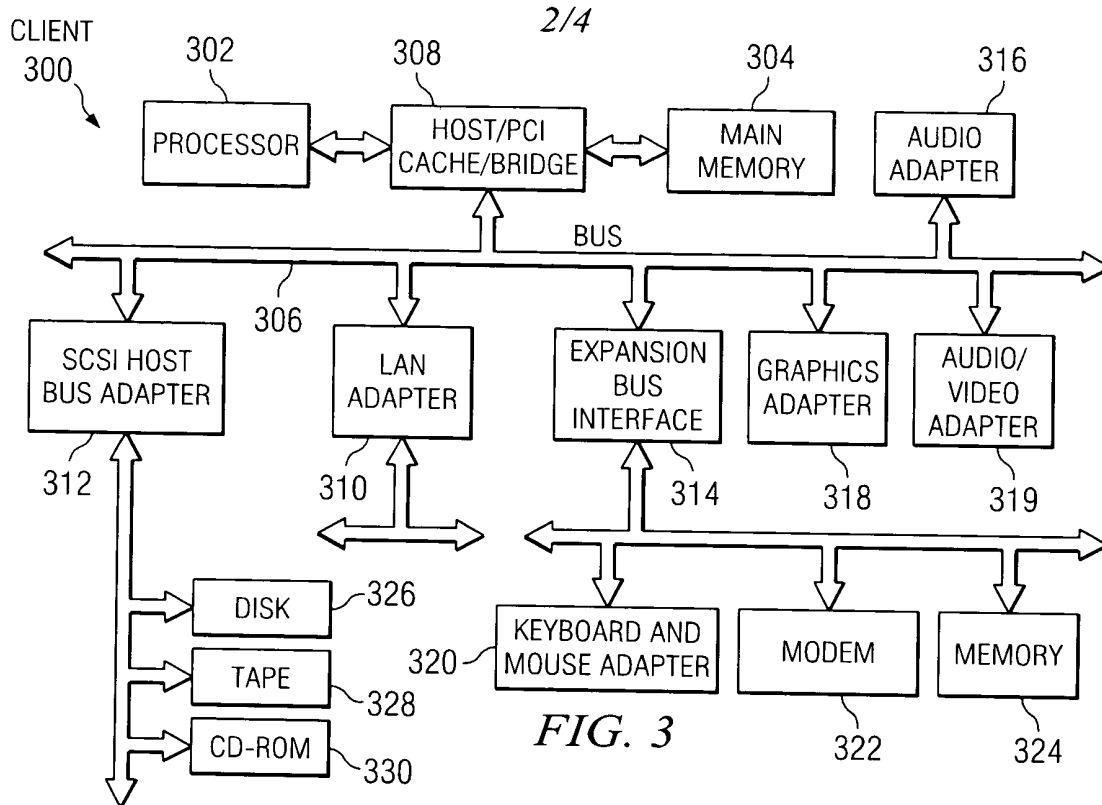 2/4
CLIENT
300
302
308
304
316
PROCESSOR
HOST/PCI
CACHE/BRIDGE
MAIN
MEMORY
AUDIO
ADAPTER
BUS
306
SCSI HOST
BUS ADAPTER
LAN
ADAPTER
EXPANSION
BUS
INTERFACE
GRAPHICS
ADAPTER
AUDIO/
VIDEO
ADAPTER
312
310
314
318
319
DISK
326
TAPE
328
CD-ROM
330
320
KEYBOARD AND
MOUSE ADAPTER
MODEM
MEMORY
322
324
FIG. 3